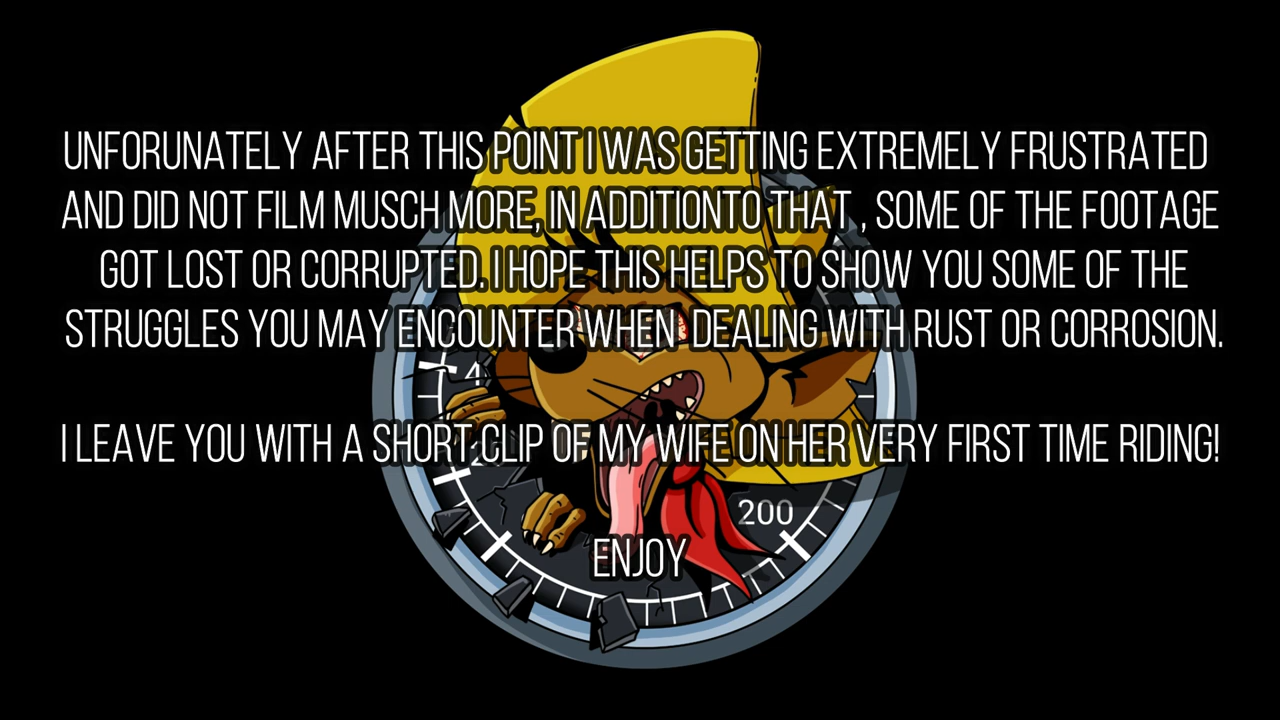 UNFORUNATELY AFTER THIS POINT I WAS GETTING EXTREMELY FRUSTRATED
AND DID NOT FILM MUSCH MORE, IN ADDITIONTO THAT , SOME OF THE FOOTAGE
GOT LOST OR CORRUPTED. I HOPE THIS HELPS TO SHOW YOU SOME OF THE
STRUGGLES YOU MAY ENCOUNTER WHEN DEALING WITH RUST OR CORROSION.
I LEAVE YOU WITH A SHORT CLIP OF MY WIFE ON HER VERY FIRST TIME RIDING!
200
ENJOY